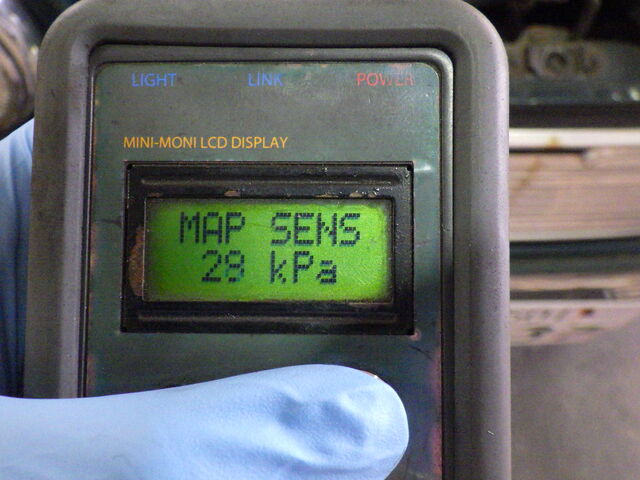 LIGHT LINK POWER
MINI-MONI LCD DISPLAY
MAP SENS
28 kPa